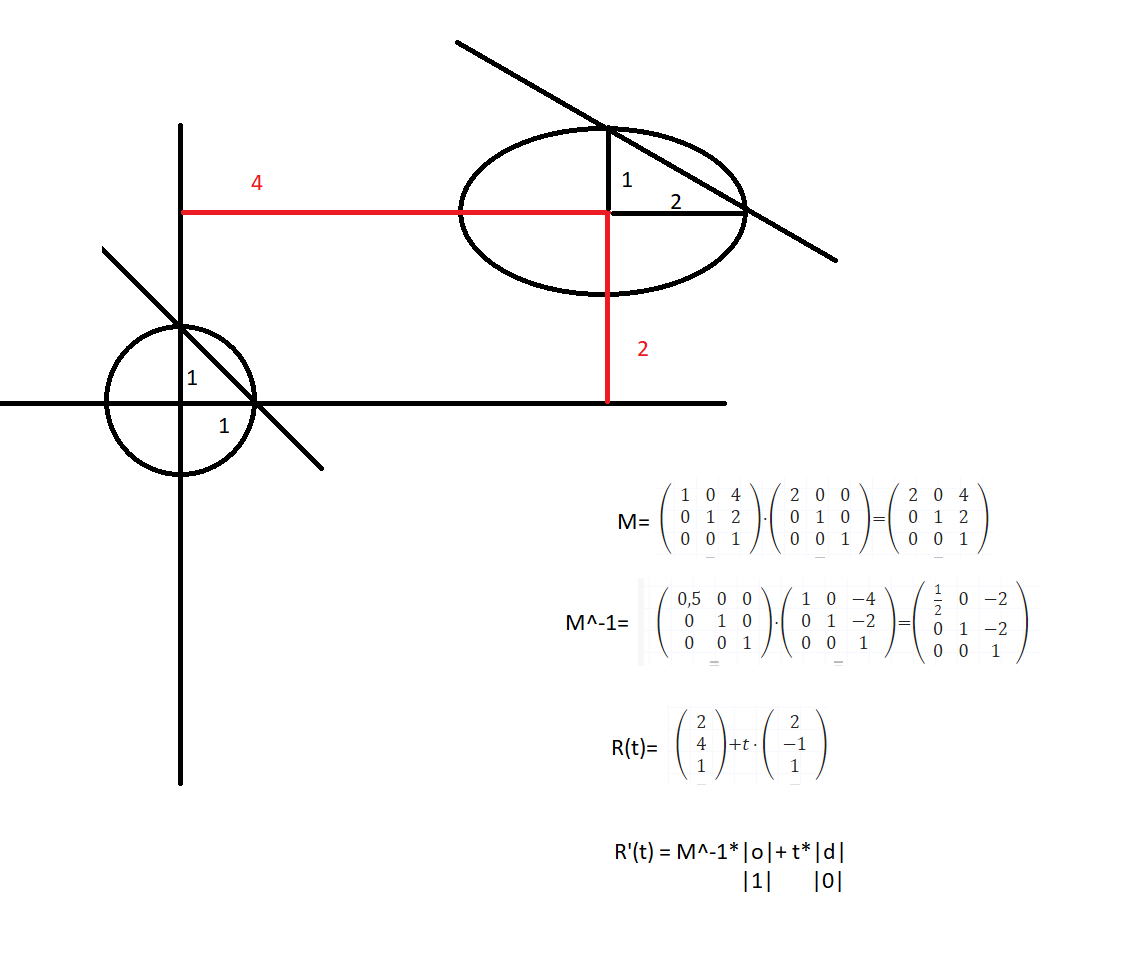 4
1
2
2
1
1
M= ( 1 0 4 ; 0 1 2 ; 0 0 1 ) · ( 2 0 0 ; 0 1 0 ; 0 0 1 ) = ( 2 0 4 ; 0 1 2 ; 0 0 1 )
M^-1= ( 0,5 0 0 ; 0 1 0 ; 0 0 1 ) · ( 1 0 −4 ; 0 1 −2 ; 0 0 1 ) = ( 1/2 0 −2 ; 0 1 −2 ; 0 0 1 )
R(t)= ( 2 ; 4 ; 1 ) +t · ( 2 ; −1 ; 1 )
R'(t) = M^-1*|o|+ t*|d|
|1| |0|